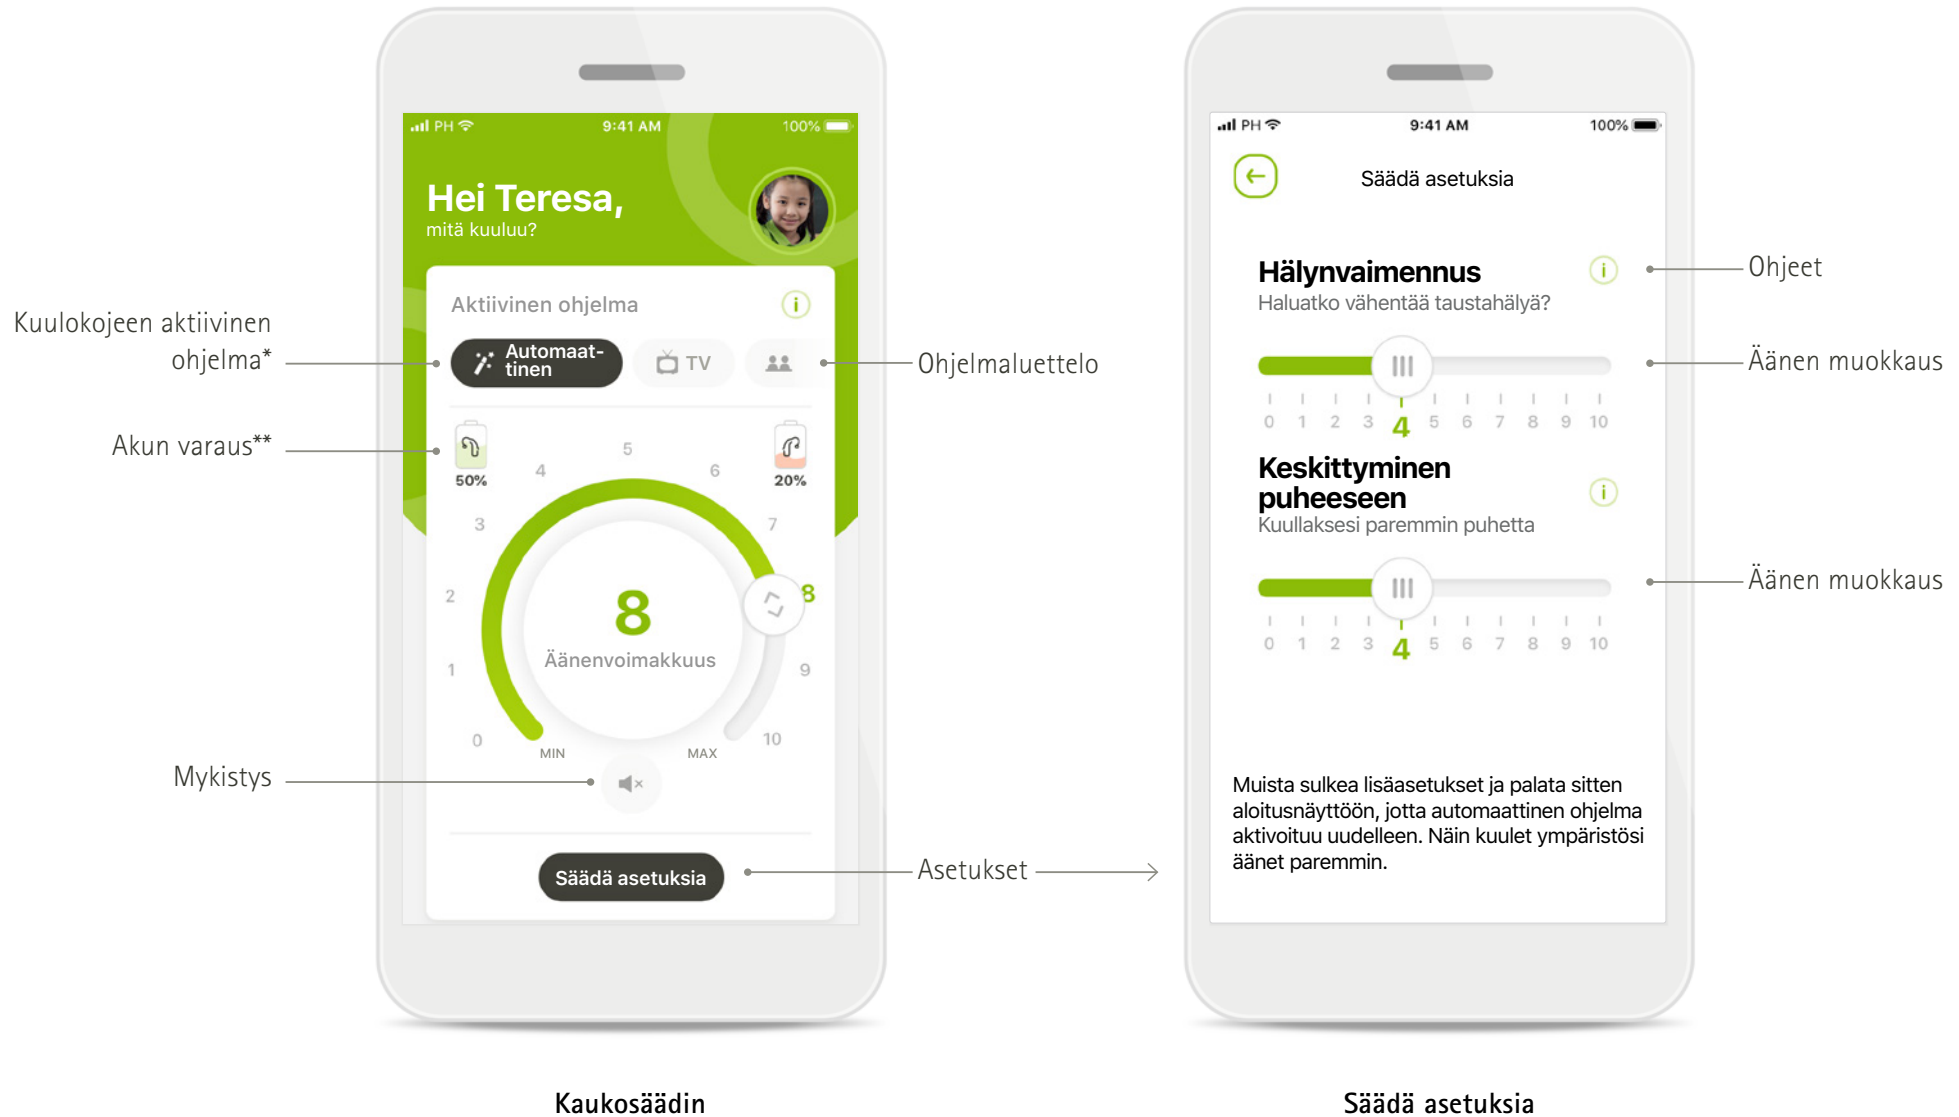 PH
9:41 AM
100%
Hei Teresa,
mitä kuuluu?
Aktiivinen ohjelma
i
Automaat-
tinen
TV
50%
20%
0
1
2
3
4
5
6
7
8
9
10
8
Äänenvoimakkuus
MIN
MAX
Säädä asetuksia
Kuulokojeen aktiivinen
ohjelma*
Akun varaus**
Mykistys
Ohjelmaluettelo
Asetukset
Kaukosäädin
PH
9:41 AM
100%
Säädä asetuksia
Hälynvaimennus
i
Haluatko vähentää taustahälyä?
0 1 2 3 4 5 6 7 8 9 10
Keskittyminen
puheeseen
i
Kuullaksesi paremmin puhetta
0 1 2 3 4 5 6 7 8 9 10
Muista sulkea lisäasetukset ja palata sitten
aloitusnäyttöön, jotta automaattinen ohjelma
aktivoituu uudelleen. Näin kuulet ympäristösi
äänet paremmin.
Ohjeet
Äänen muokkaus
Äänen muokkaus
Säädä asetuksia